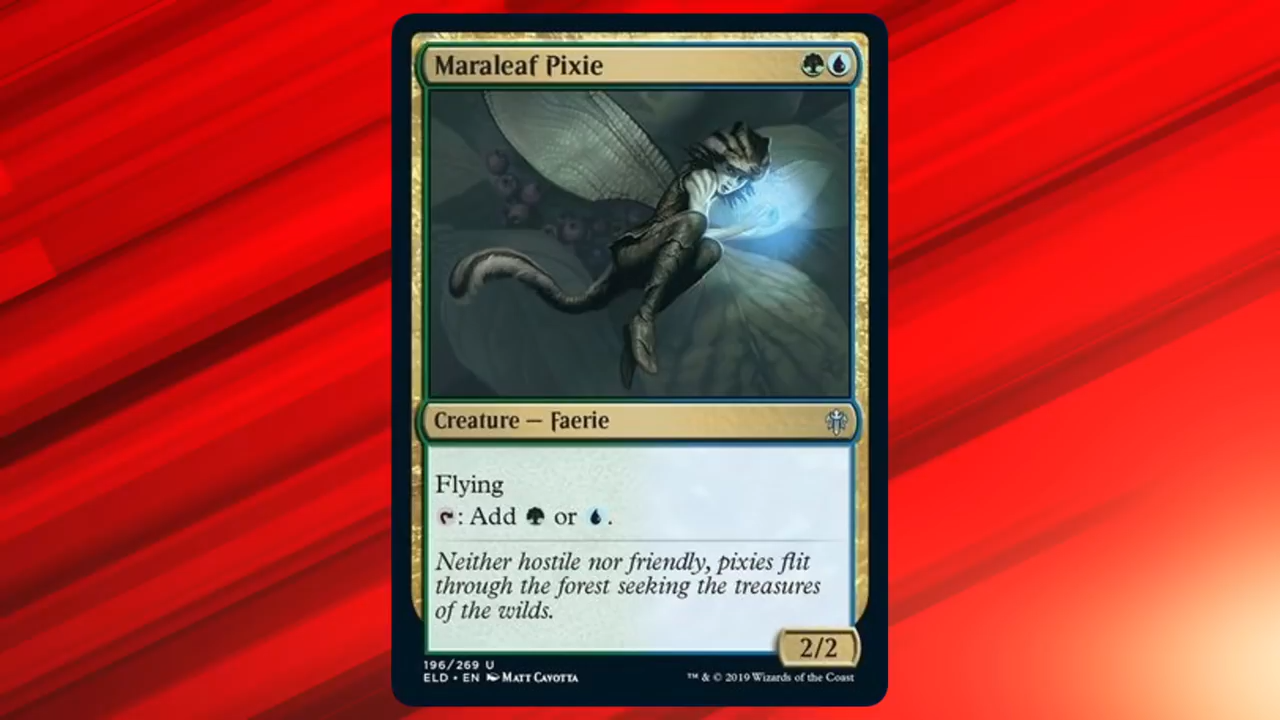 Maraleaf Pixie
Creature — Faerie
Flying
: Add or .
Neither hostile nor friendly, pixies flit
through the forest seeking the treasures
of the wilds.
2/2
196/269 U
ELD • EN Matt Cavotta
™ & © 2019 Wizards of the Coast